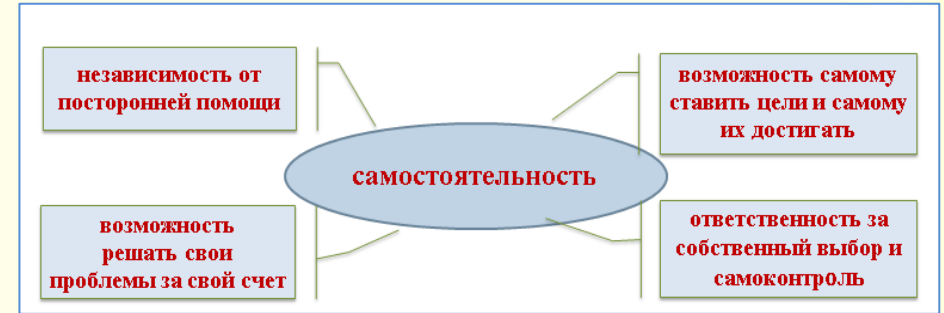 независимость от
посторонней помощи
возможность самому
ставить цели и самому
их достигать
самостоятельность
возможность
решать свои
проблемы за свой счет
ответственность за
собственный выбор и
самоконтроль